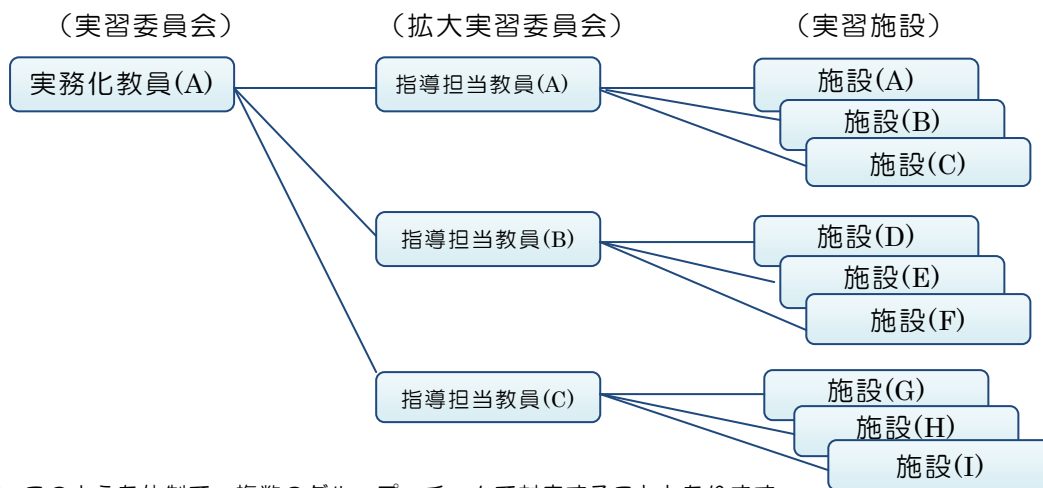 （実習委員会） （拡大実習委員会） （実習施設）
実務化教員(A)
指導担当教員(A)
施設(A)
施設(B)
施設(C)
指導担当教員(B)
施設(D)
施設(E)
施設(F)
指導担当教員(C)
施設(G)
施設(H)
施設(I)